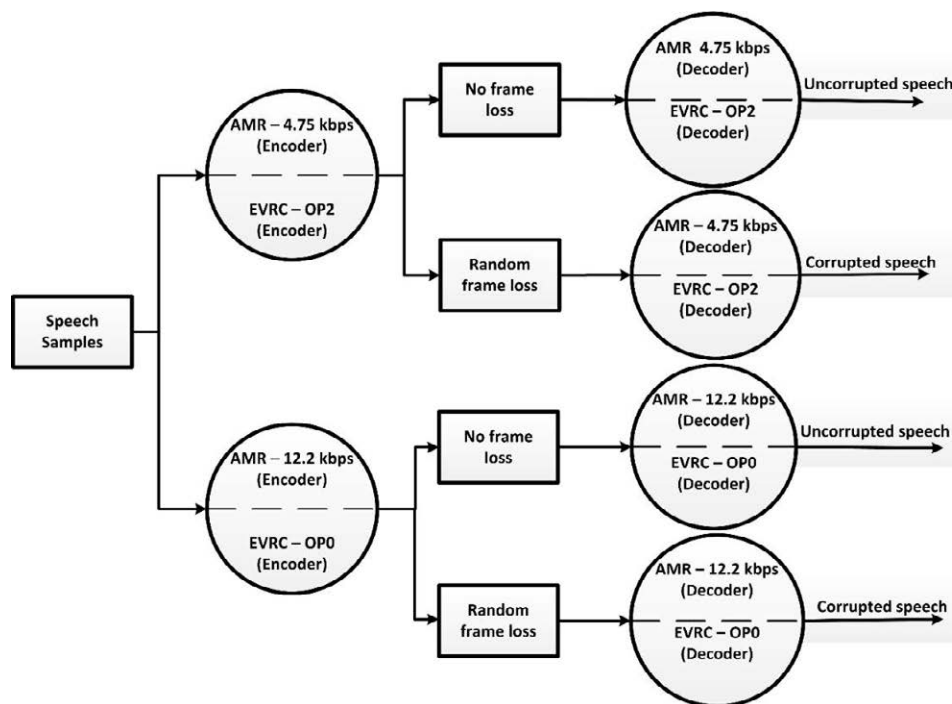 Speech
Samples
AMR – 4.75 kbps
(Encoder)
EVRC – OP2
(Encoder)
No frame
loss
AMR 4.75 kbps
(Decoder)
EVRC – OP2
(Decoder)
Uncorrupted speech
Random
frame loss
AMR – 4.75 kbps
(Decoder)
EVRC – OP2
(Decoder)
Corrupted speech
AMR – 12.2 kbps
(Encoder)
EVRC – OP0
(Encoder)
No frame
loss
AMR – 12.2 kbps
(Decoder)
EVRC – OP0
(Decoder)
Uncorrupted speech
Random
frame loss
AMR – 12.2 kbps
(Decoder)
EVRC – OP0
(Decoder)
Corrupted speech